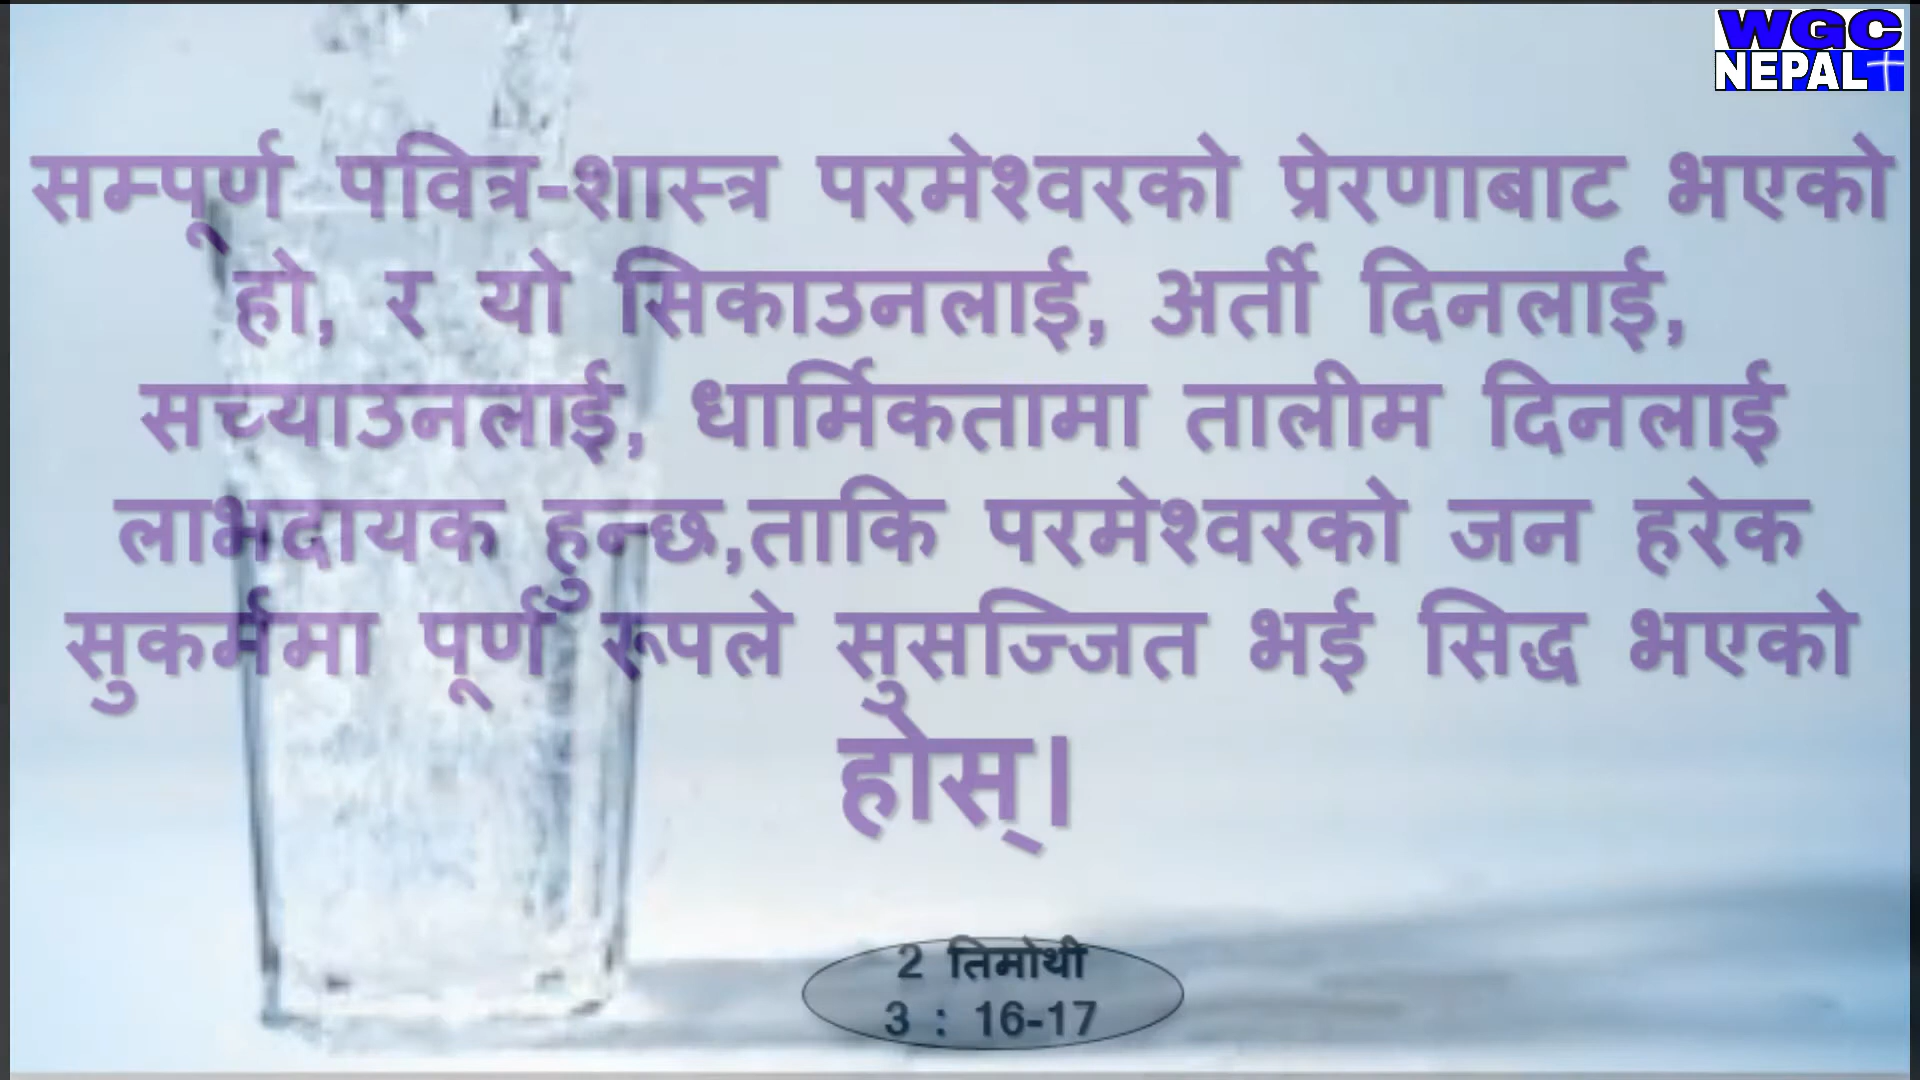 WGC
NEPAL
सम्पूर्ण पवित्र-शास्त्र परमेश्वरको प्रेरणाबाट भएको
हो, र यो सिकाउनलाई, अर्ती दिनलाई,
सच्याउनलाई, धार्मिकतामा तालीम दिनलाई
लाभदायक हुन्छ,ताकि परमेश्वरको जन हरेक
सुकर्ममा पूर्ण रूपले सुसज्जित भई सिद्ध भएको
होस्।
2 तिमोथी
3 : 16-17